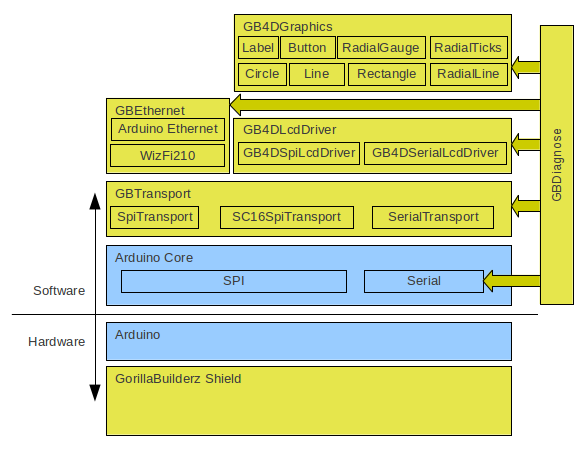 GB4DGraphics
Label Button RadialGauge RadialTicks
Circle Line Rectangle RadialLine
GBEthernet
Arduino Ethernet
WizFi210
GB4DLcdDriver
GB4DSpiLcdDriver GB4DSerialLcdDriver
GBDiagnose
GBTransport
SpiTransport SC16SpiTransport SerialTransport
Arduino Core
SPI Serial
Software
Hardware
Arduino
GorillaBuilderz Shield